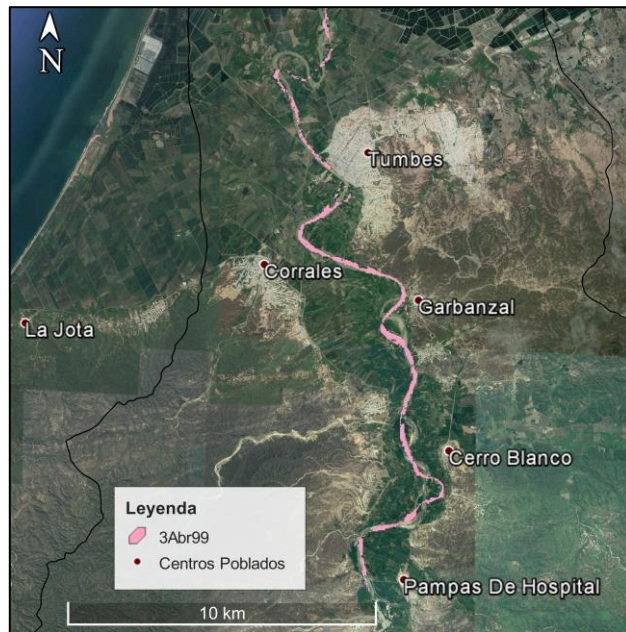 N
Tumbes
Corrales
Garbanzal
La Jota
Cerro Blanco
Leyenda
3Abr99
Centros Poblados
Pampas De Hospital
10 km